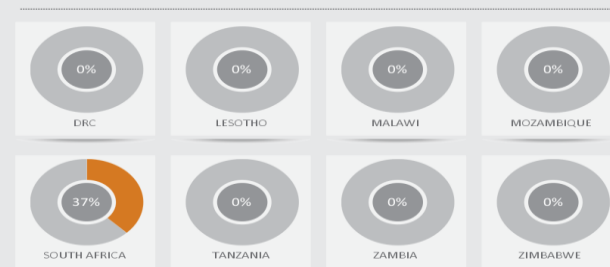 0% 0% 0% 0%
DRC LESOTHO MALAWI MOZAMBIQUE
37% 0% 0% 0%
SOUTH AFRICA TANZANIA ZAMBIA ZIMBABWE